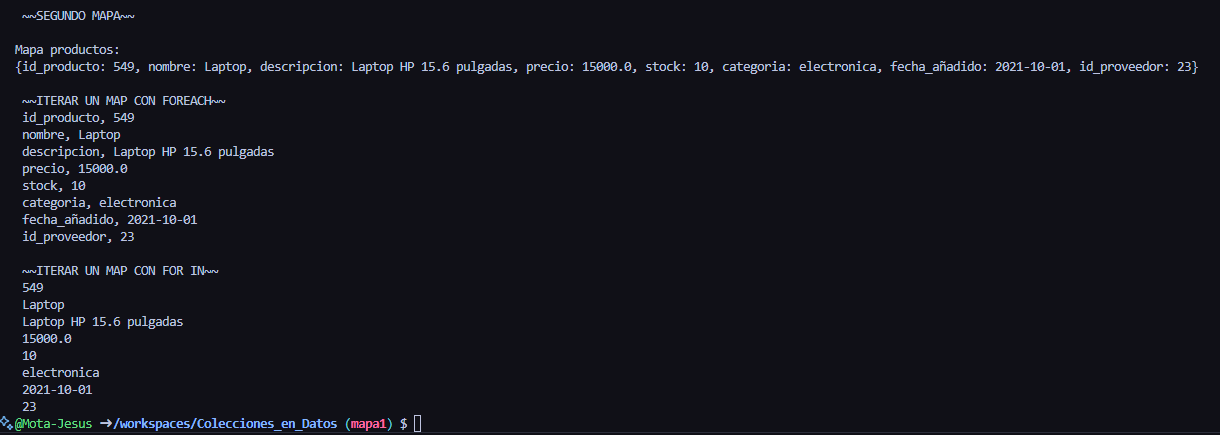 ~~SEGUNDO MAPA~~
Mapa productos:
{id_producto: 549, nombre: Laptop, descripcion: Laptop HP 15.6 pulgadas, precio: 15000.0, stock: 10, categoria: electronica, fecha_añadido: 2021-10-01, id_proveedor: 23}
~~ITERAR UN MAP CON FOREACH~~
id_producto, 549
nombre, Laptop
descripcion, Laptop HP 15.6 pulgadas
precio, 15000.0
stock, 10
categoria, electronica
fecha_añadido, 2021-10-01
id_proveedor, 23
~~ITERAR UN MAP CON FOR IN~~
549
Laptop
Laptop HP 15.6 pulgadas
15000.0
10
electronica
2021-10-01
23
@Mota-Jesus ➜/workspaces/Colecciones_en_Datos (mapa1) $